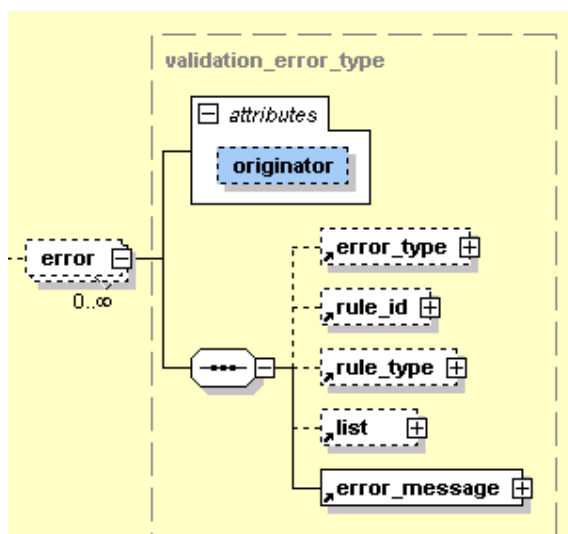 validation_error_type
attributes
originator
error
0..∞
error_type
rule_id
rule_type
list
error_message